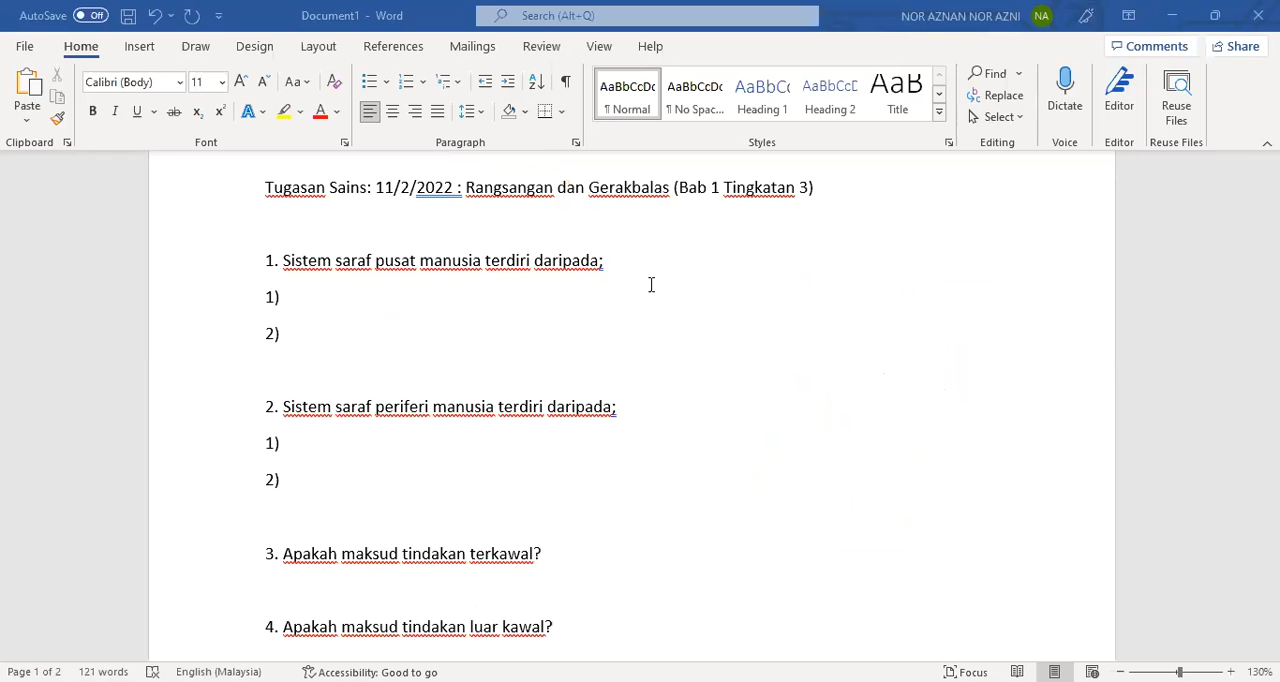 AutoSave Off Document1 - Word Search (Alt+Q) NOR AZNAN NOR AZNI NA
File Home Insert Draw Design Layout References Mailings Review View Help Comments Share
Calibri (Body) 11 Aa AaBbCcDc AaBbCcDc AaBbCc AaBbCcD AaB Find
Paste Replace Dictate Editor Reuse Files
B I U ab x₂ x² A A ¶ Normal ¶ No Spac... Heading 1 Heading 2 Title Select
Clipboard Font Paragraph Styles Editing Voice Editor Reuse Files
Tugasan Sains: 11/2/2022 : Rangsangan dan Gerakbalas (Bab 1 Tingkatan 3)
1. Sistem saraf pusat manusia terdiri daripada;
1)
2)
2. Sistem saraf periferi manusia terdiri daripada;
1)
2)
3. Apakah maksud tindakan terkawal?
4. Apakah maksud tindakan luar kawal?
Page 1 of 2 121 words English (Malaysia) Accessibility: Good to go Focus 130%